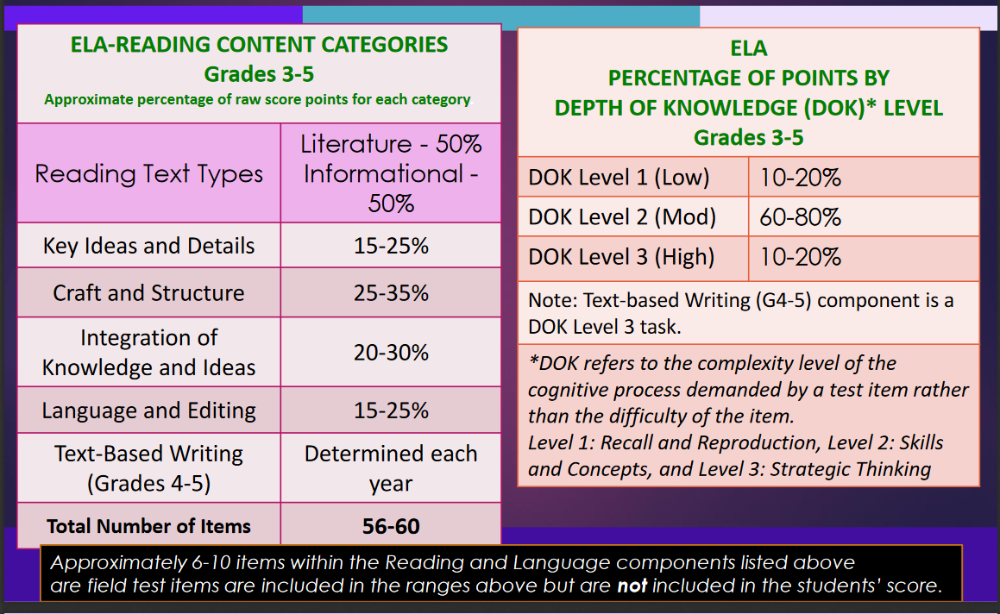 ELA-READING CONTENT CATEGORIES
Grades 3-5
Approximate percentage of raw score points for each category
Reading Text Types
Literature - 50%
Informational -
50%
Key Ideas and Details
15-25%
Craft and Structure
25-35%
Integration of
Knowledge and Ideas
20-30%
Language and Editing
15-25%
Text-Based Writing
(Grades 4-5)
Determined each
year
Total Number of Items
56-60
ELA
PERCENTAGE OF POINTS BY
DEPTH OF KNOWLEDGE (DOK)* LEVEL
Grades 3-5
DOK Level 1 (Low)
10-20%
DOK Level 2 (Mod)
60-80%
DOK Level 3 (High)
10-20%
Note: Text-based Writing (G4-5) component is a
DOK Level 3 task.
*DOK refers to the complexity level of the
cognitive process demanded by a test item rather
than the difficulty of the item.
Level 1: Recall and Reproduction, Level 2: Skills
and Concepts, and Level 3: Strategic Thinking
Approximately 6-10 items within the Reading and Language components listed above
are field test items are included in the ranges above but are not included in the students’ score.